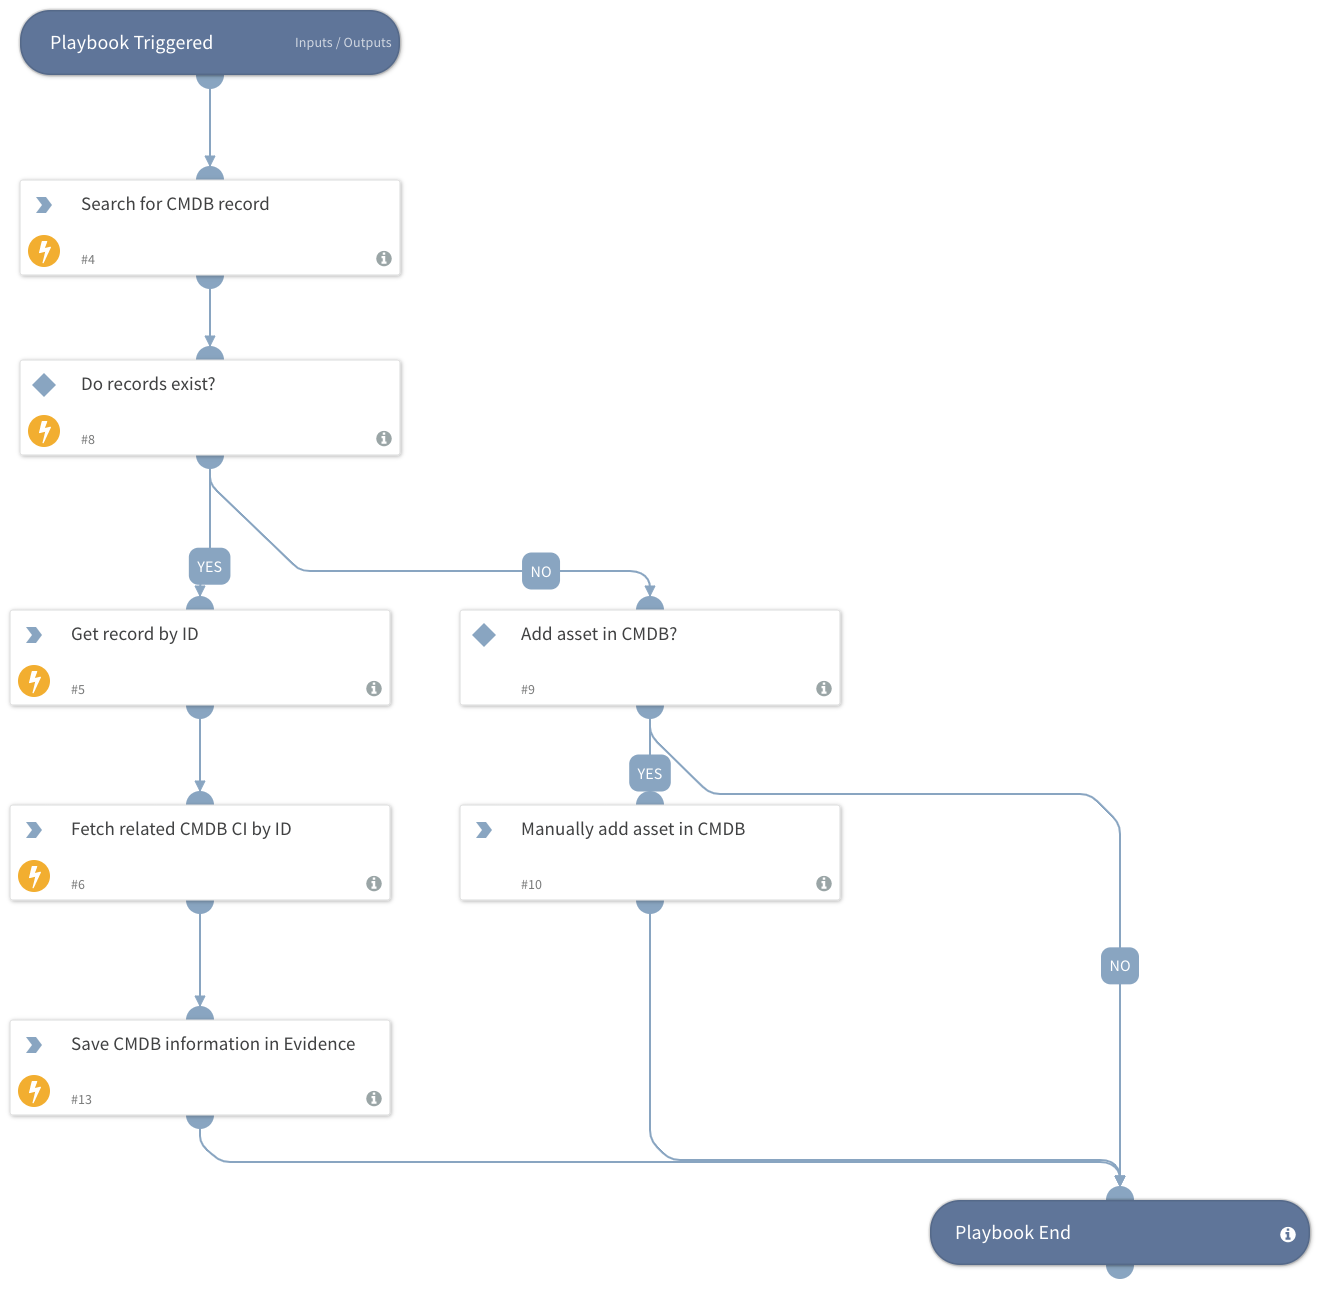 Playbook Triggered
Inputs / Outputs
Search for CMDB record
#4
Do records exist?
#8
YES
NO
Get record by ID
#5
Add asset in CMDB?
#9
YES
Fetch related CMDB CI by ID
#6
Manually add asset in CMDB
#10
NO
Save CMDB information in Evidence
#13
Playbook End